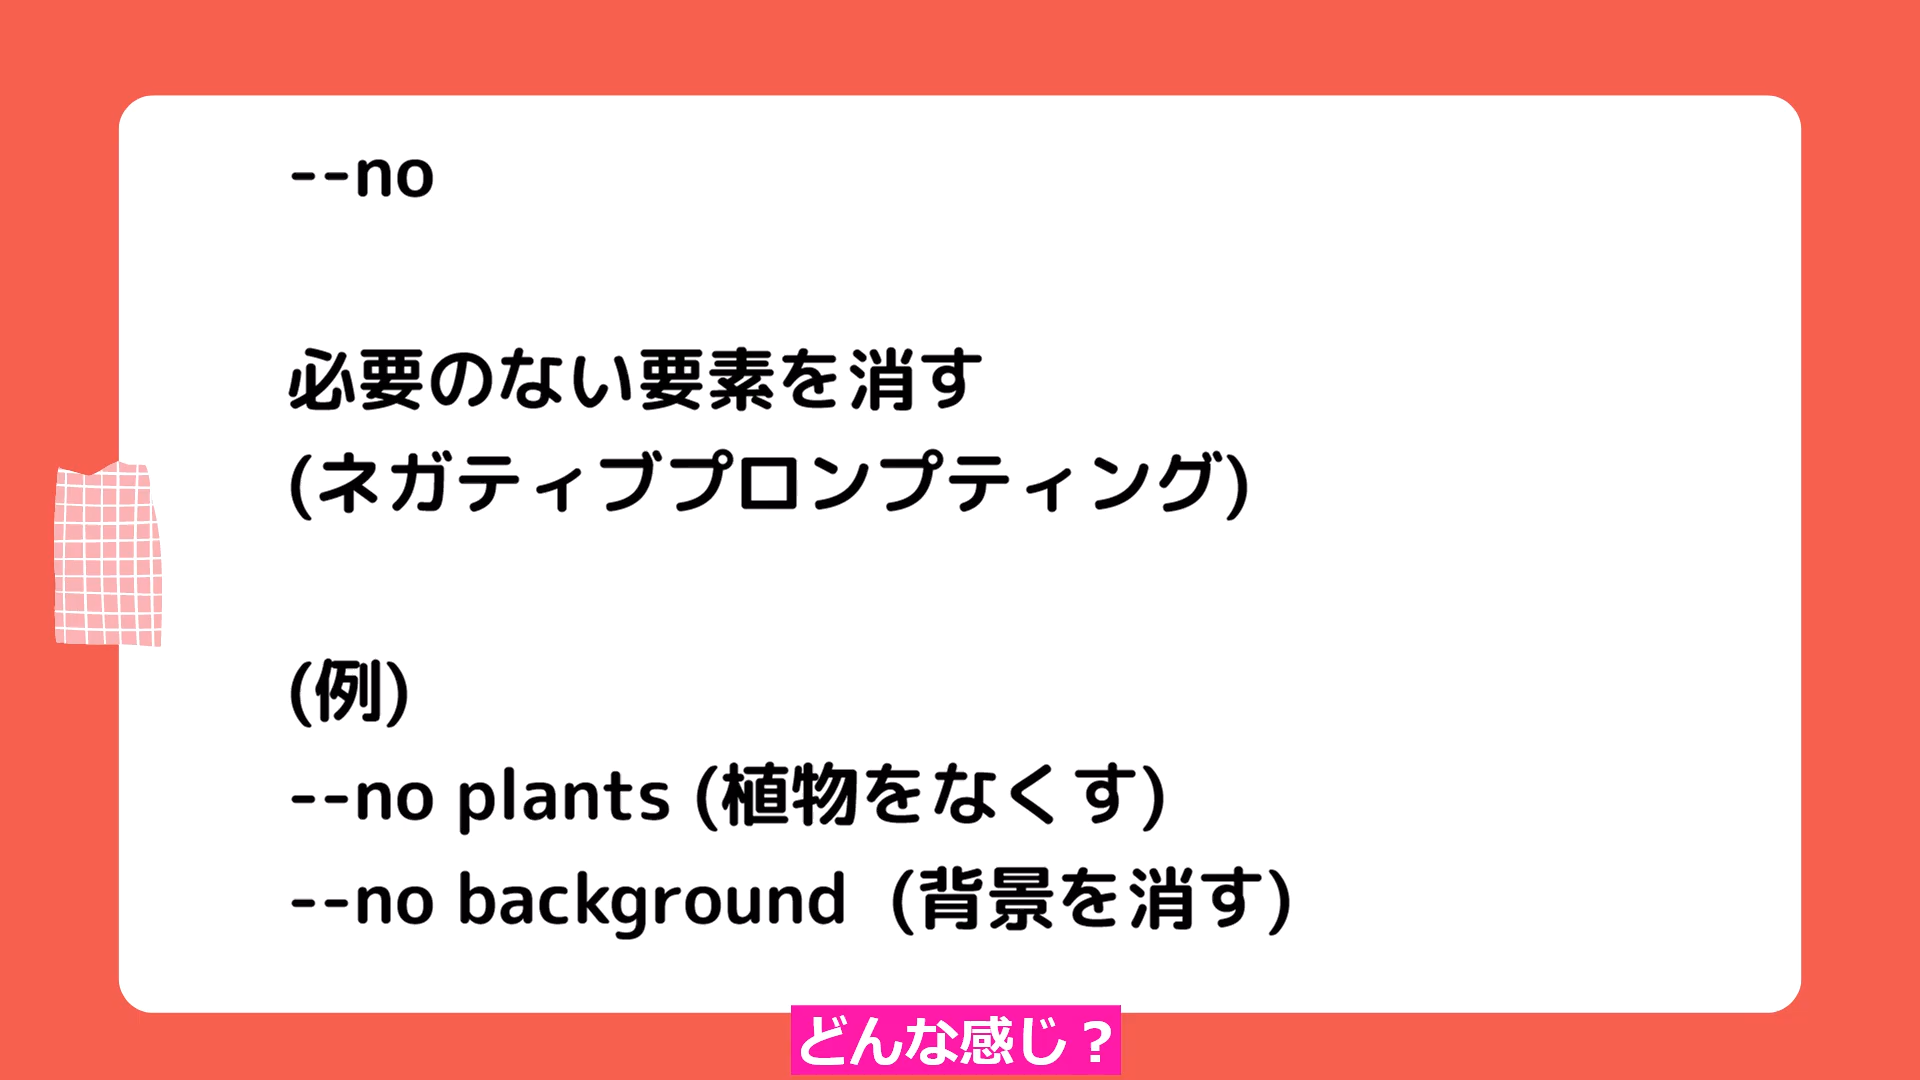 --no
必要のない要素を消す
(ネガティブプロンプティング)
(例)
--no plants (植物をなくす)
--no background (背景を消す)
どんな感じ？